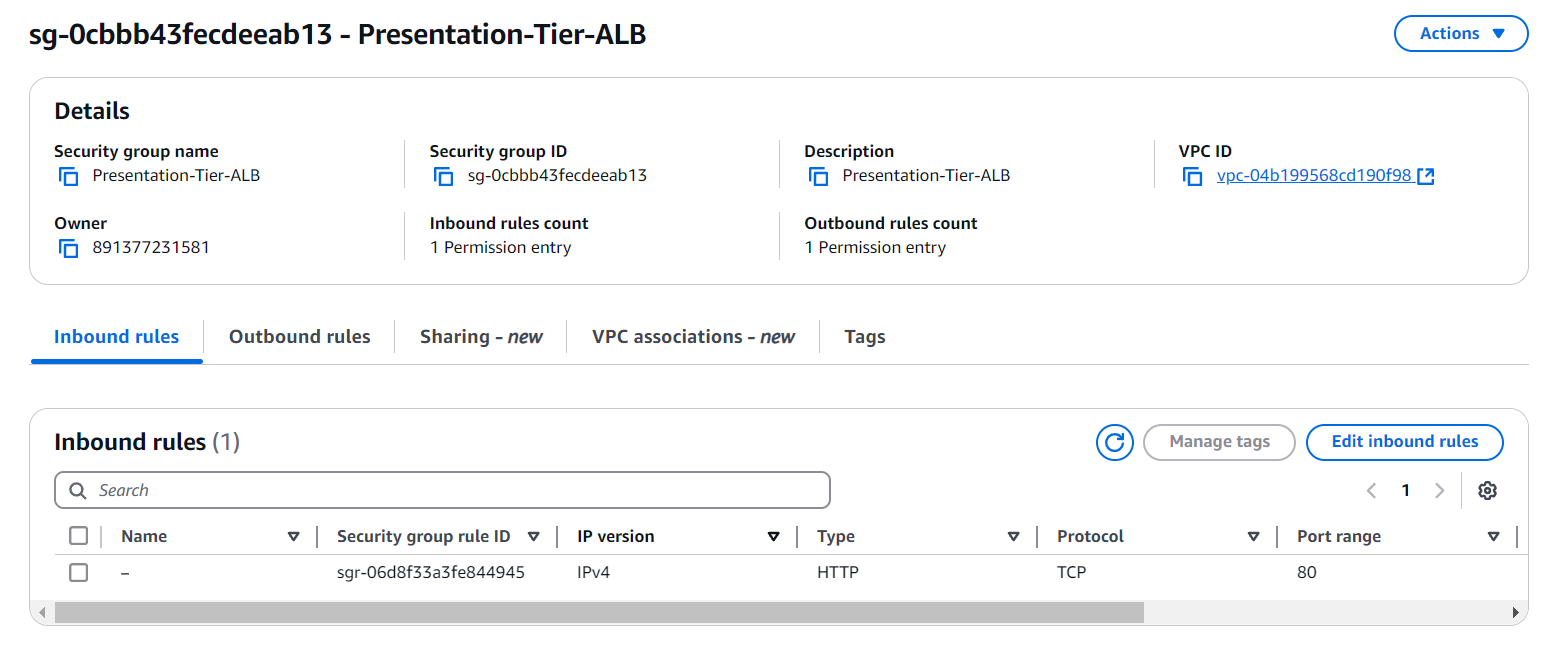 sg-0cbbb43fecdeeab13 - Presentation-Tier-ALB
Actions
Details
Security group name
Presentation-Tier-ALB
Security group ID
sg-0cbbb43fecdeeab13
Description
Presentation-Tier-ALB
VPC ID
vpc-04b199568cd190f98
Owner
891377231581
Inbound rules count
1 Permission entry
Outbound rules count
1 Permission entry
Inbound rules
Outbound rules
Sharing - new
VPC associations - new
Tags
Inbound rules (1)
Manage tags
Edit inbound rules
Search
1
Name Security group rule ID IP version Type Protocol Port range
– sgr-06d8f33a3fe844945 IPv4 HTTP TCP 80